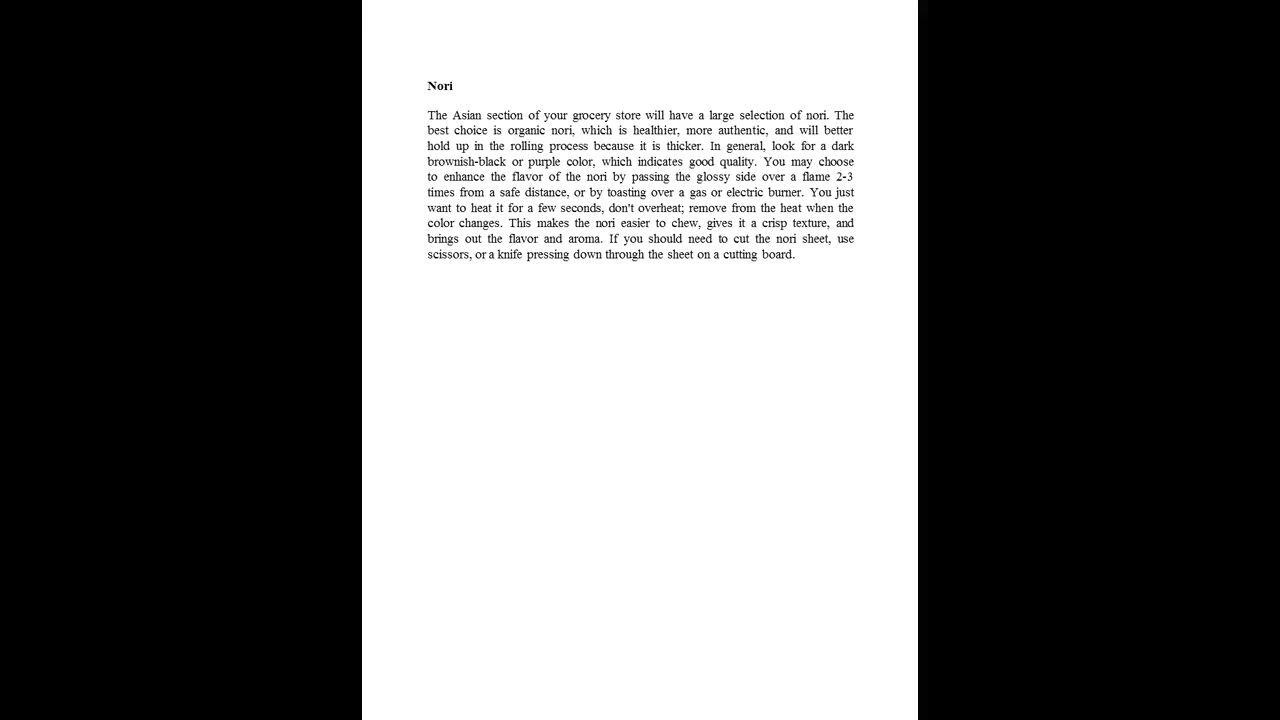 Nori
The Asian section of your grocery store will have a large selection of nori. The
best choice is organic nori, which is healthier, more authentic, and will better
hold up in the rolling process because it is thicker. In general, look for a dark
brownish-black or purple color, which indicates good quality. You may choose
to enhance the flavor of the nori by passing the glossy side over a flame 2-3
times from a safe distance, or by toasting over a gas or electric burner. You just
want to heat it for a few seconds, don't overheat; remove from the heat when the
color changes. This makes the nori easier to chew, gives it a crisp texture, and
brings out the flavor and aroma. If you should need to cut the nori sheet, use
scissors, or a knife pressing down through the sheet on a cutting board.